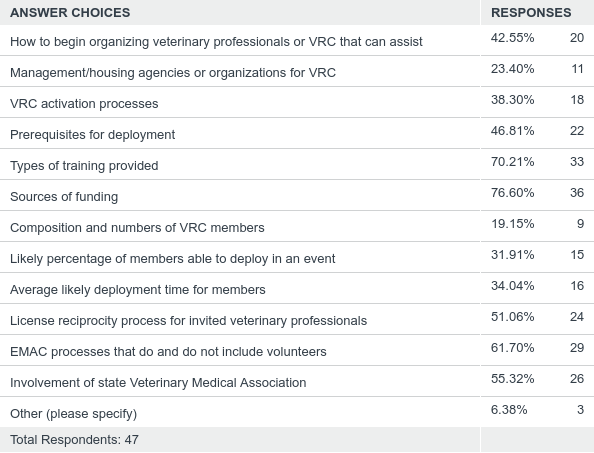 ANSWER CHOICES RESPONSES
How to begin organizing veterinary professionals or VRC that can assist 42.55% 20
Management/housing agencies or organizations for VRC 23.40% 11
VRC activation processes 38.30% 18
Prerequisites for deployment 46.81% 22
Types of training provided 70.21% 33
Sources of funding 76.60% 36
Composition and numbers of VRC members 19.15% 9
Likely percentage of members able to deploy in an event 31.91% 15
Average likely deployment time for members 34.04% 16
License reciprocity process for invited veterinary professionals 51.06% 24
EMAC processes that do and do not include volunteers 61.70% 29
Involvement of state Veterinary Medical Association 55.32% 26
Other (please specify) 6.38% 3
Total Respondents: 47